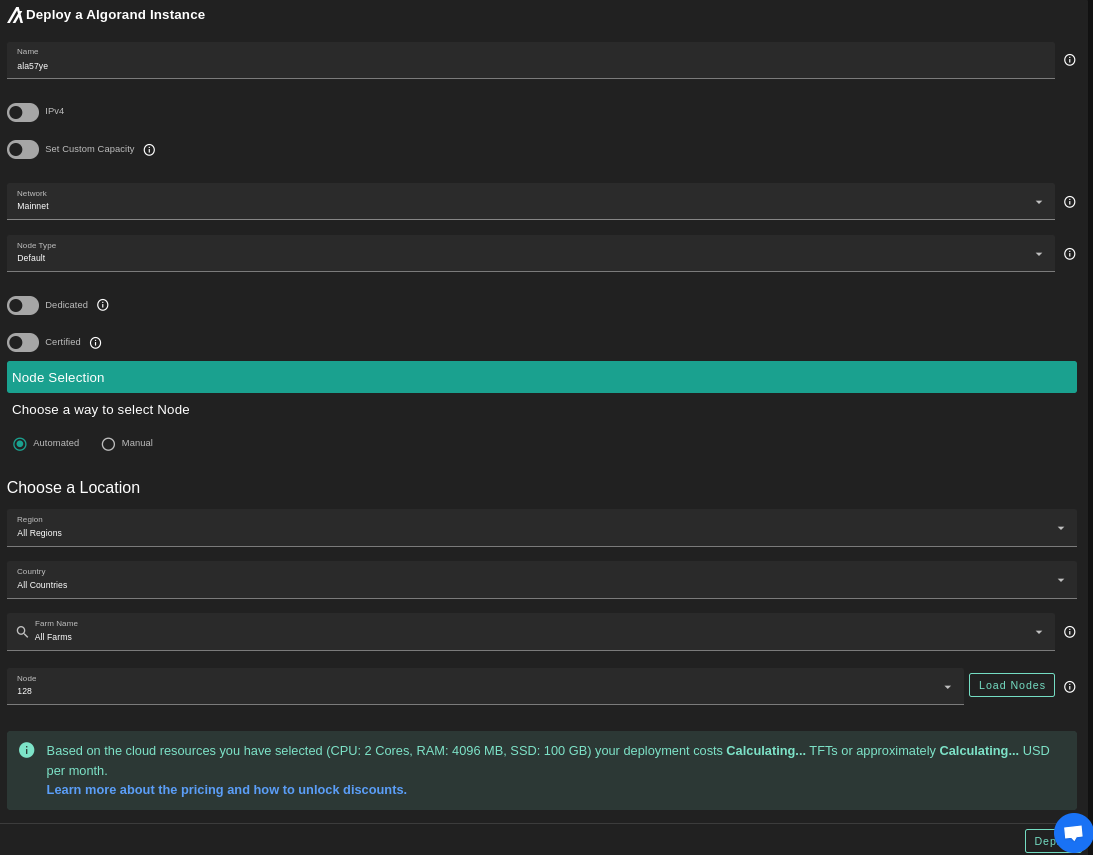 Deploy a Algorand Instance
Name
ala57ye
IPv4
Set Custom Capacity
Network
Mainnet
Node Type
Default
Dedicated
Certified
Node Selection
Choose a way to select Node
Automated Manual
Choose a Location
Region
All Regions
Country
All Countries
Farm Name
All Farms
Node
128
Load Nodes
Based on the cloud resources you have selected (CPU: 2 Cores, RAM: 4096 MB, SSD: 100 GB) your deployment costs Calculating... TFTs or approximately Calculating... USD
per month.
Learn more about the pricing and how to unlock discounts.